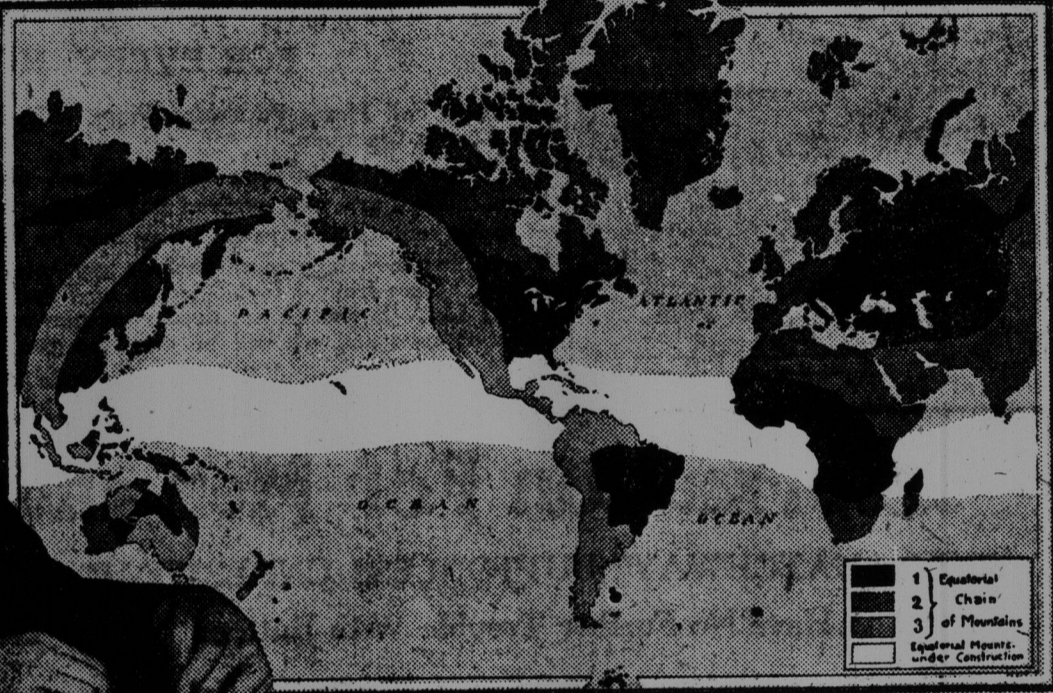 PACIFIC
ATLANTIC
OCEAN
OCEAN
1
2
3
Equatorial
Chain
of Mountains
Equatorial Mounts.
under Construction